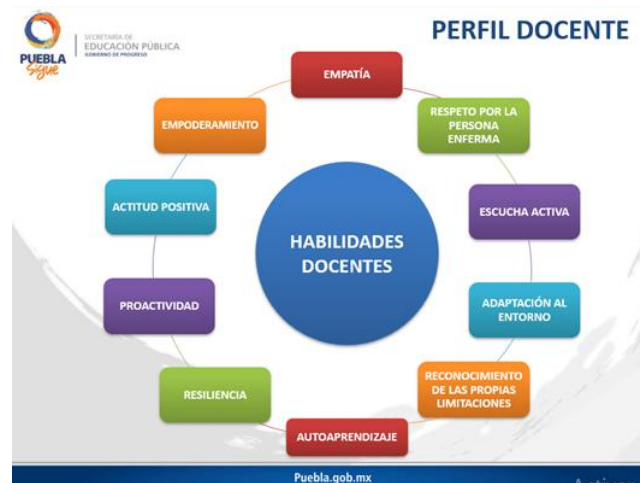 PUEBLA
Sigue
SECRETARÍA DE
EDUCACIÓN PÚBLICA
GOBIERNO DE PROGRESO
PERFIL DOCENTE
EMPATÍA
RESPETO POR LA
PERSONA
ENFERMA
ESCUCHA ACTIVA
ADAPTACIÓN AL
ENTORNO
RECONOCIMIENTO
DE LAS PROPIAS
LIMITACIONES
AUTOAPRENDIZAJE
RESILIENCIA
PROACTIVIDAD
ACTITUD POSITIVA
EMPODERAMIENTO
HABILIDADES
DOCENTES
Puebla.gob.mx